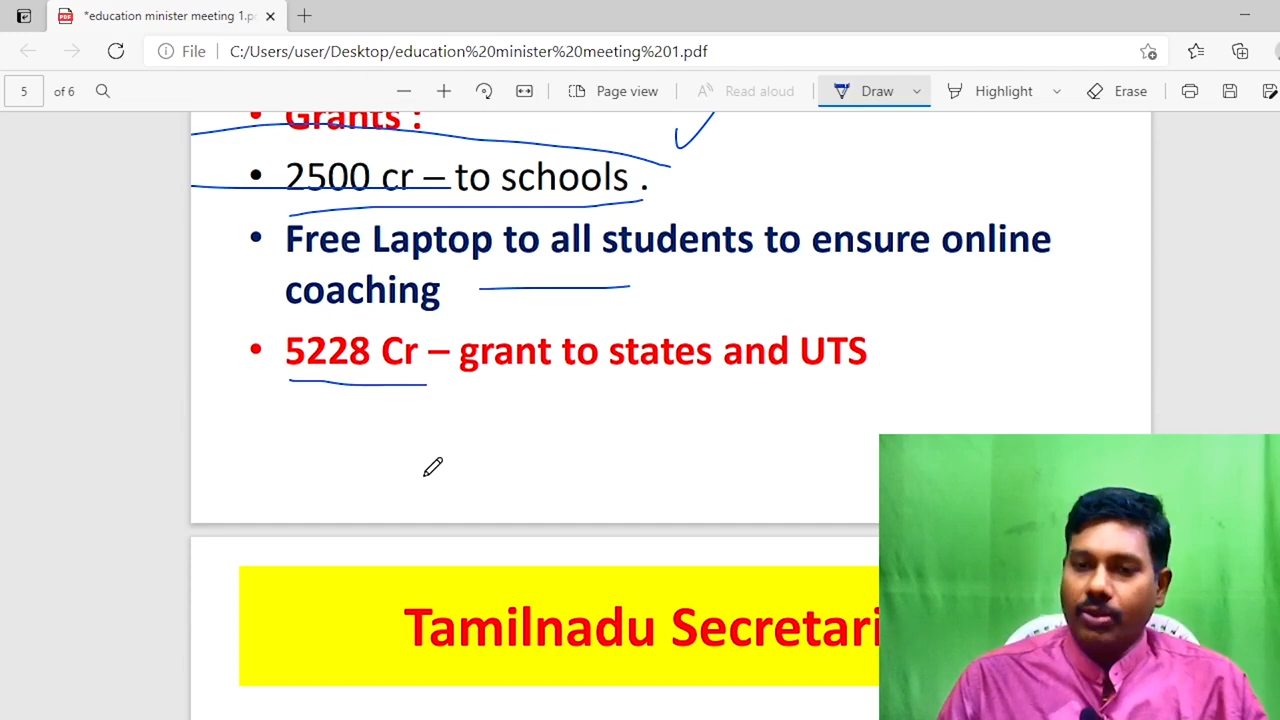 *education minister meeting 1.p
File
C:/Users/user/Desktop/education%20minister%20meeting%201.pdf
5 of 6
Page view
Read aloud
Draw
Highlight
Erase
• Grants :
• 2500 cr – to schools .
• Free Laptop to all students to ensure online
coaching
• 5228 Cr – grant to states and UTS
Tamilnadu Secretari